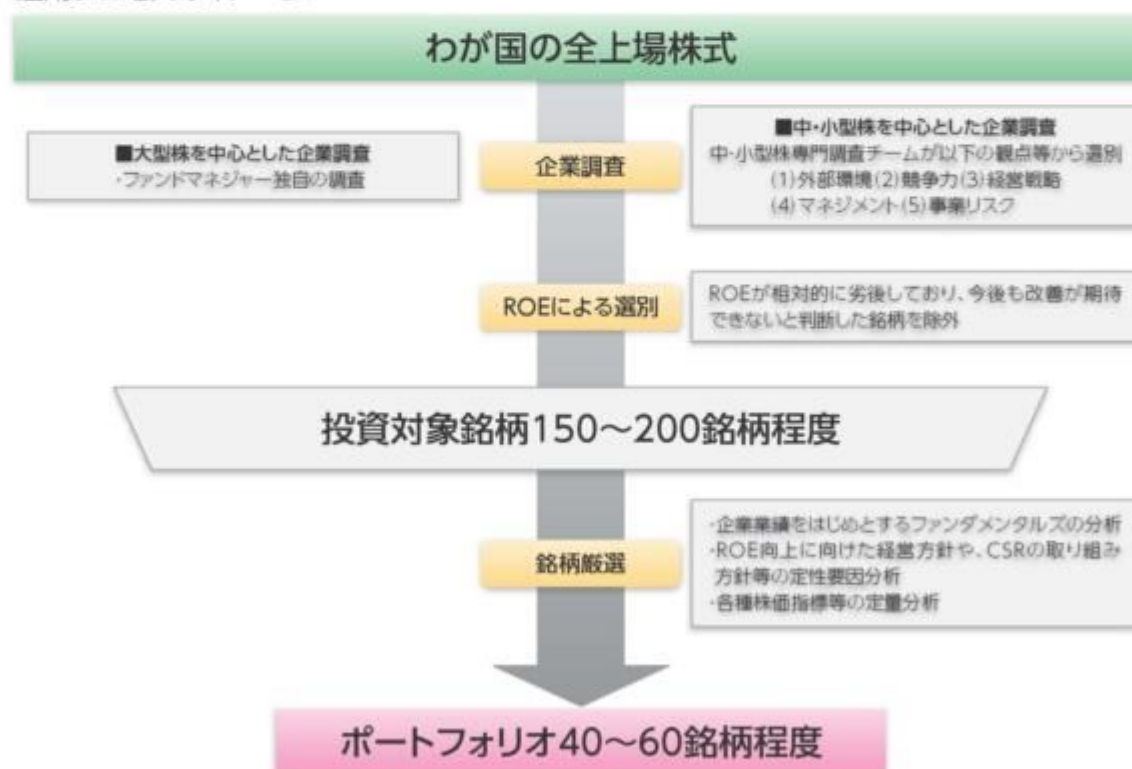 わが国の全上場株式
■大型株を中心とした企業調査
・ファンドマネジャー独自の調査
企業調査
■中・小型株を中心とした企業調査
中・小型株専門調査チームが以下の観点等から選別
(1)外部環境(2)競争力(3)経営戦略
(4)マネジメント(5)事業リスク
ROEによる選別
ROEが相対的に劣後しており、今後も改善が期待
できないと判断した銘柄を除外
投資対象銘柄150～200銘柄程度
銘柄厳選
・企業業績をはじめとするファンダメンタルズの分析
・ROE向上に向けた経営方針や、CSRの取り組み
方針等の定性要因分析
・各種株価指標等の定量分析
ポートフォリオ40～60銘柄程度